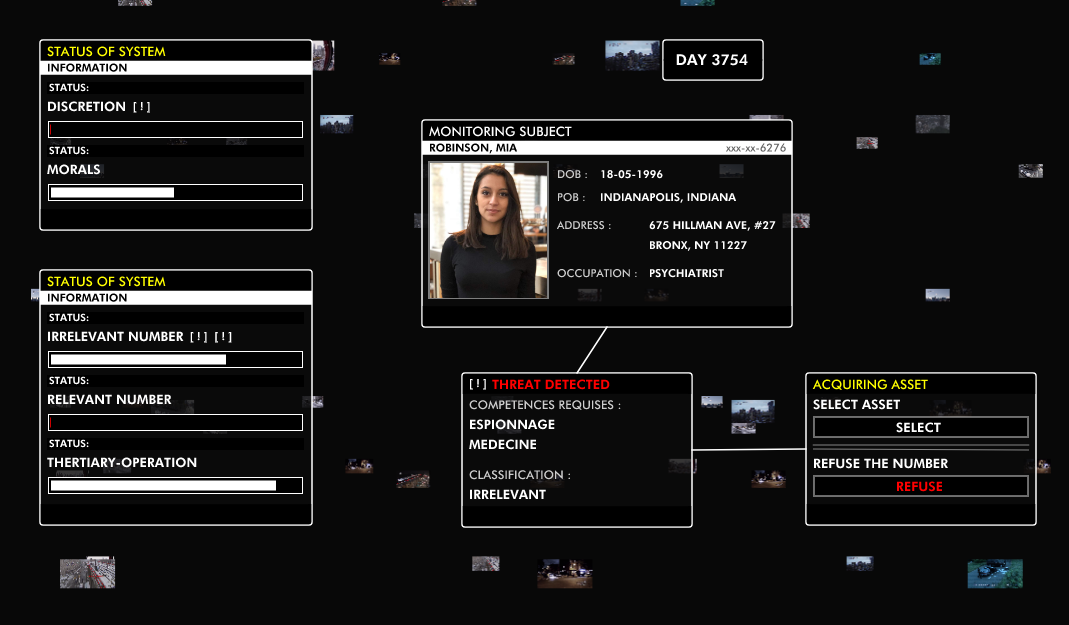 STATUS OF SYSTEM
INFORMATION
STATUS:
DISCRETION [!]
STATUS:
MORALS
STATUS OF SYSTEM
INFORMATION
STATUS:
IRRELEVANT NUMBER [!] [!]
STATUS:
RELEVANT NUMBER
STATUS:
THERTIARY-OPERATION
DAY 3754
MONITORING SUBJECT
ROBINSON, MIA xxx-xx-6276
DOB : 18-05-1996
POB : INDIANAPOLIS, INDIANA
ADDRESS : 675 HILLMAN AVE, #27
BRONX, NY 11227
OCCUPATION : PSYCHIATRIST
[!] THREAT DETECTED
COMPETENCES REQUISES :
ESPIONNAGE
MEDECINE
CLASSIFICATION :
IRRELEVANT
ACQUIRING ASSET
SELECT ASSET
SELECT
REFUSE THE NUMBER
REFUSE